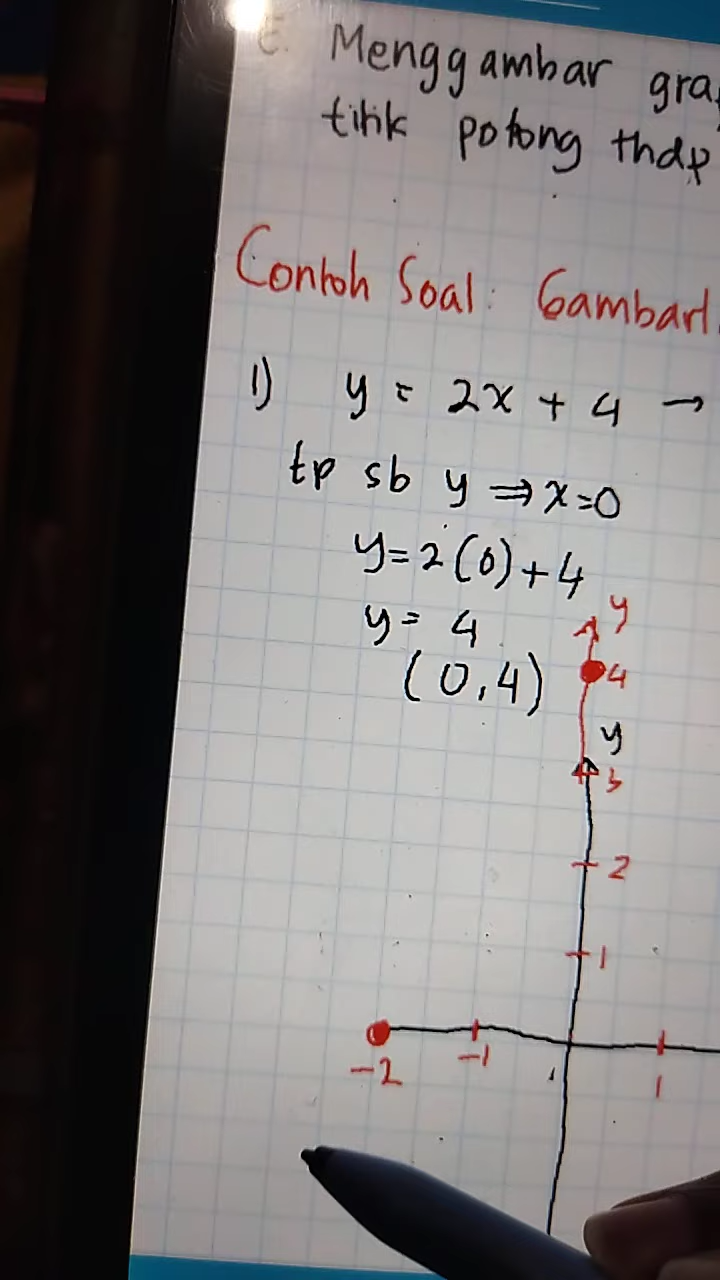 E. Menggambar gra
titik potong thdp
Contoh Soal: Gambarl
1) y = 2x + 4 →
tp sb y ⇒ x=0
y=2(0)+4
y= 4
(0,4)
y
4
y
3
2
1
-2 -1 1